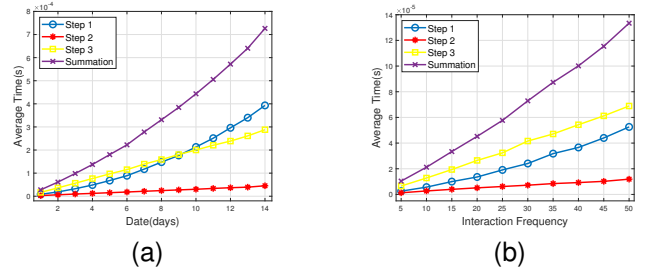 8 ×10⁻⁴
Step 1
Step 2
Step 3
Summation
7
6
5
4
3
2
1
0
Average Time(s)
2 4 6 8 10 12 14
Date(days)
(a)
×10⁻⁵
14
Step 1
Step 2
Step 3
Summation
12
10
8
6
4
2
0
Average Time(s)
5 10 15 20 25 30 35 40 45 50
Interaction Frequency
(b)